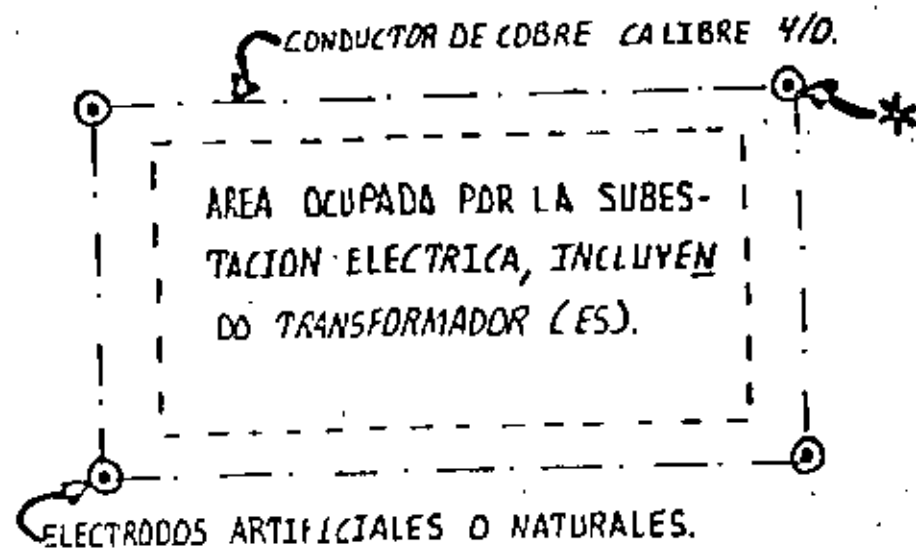 CONDUCTOR DE COBRE CALIBRE 4/0.
*
AREA OCUPADA POR LA SUBES-
TACION ELECTRICA, INCLUYEN
DO TRANSFORMADOR (ES).
ELECTRODOS ARTIFICIALES O NATURALES.